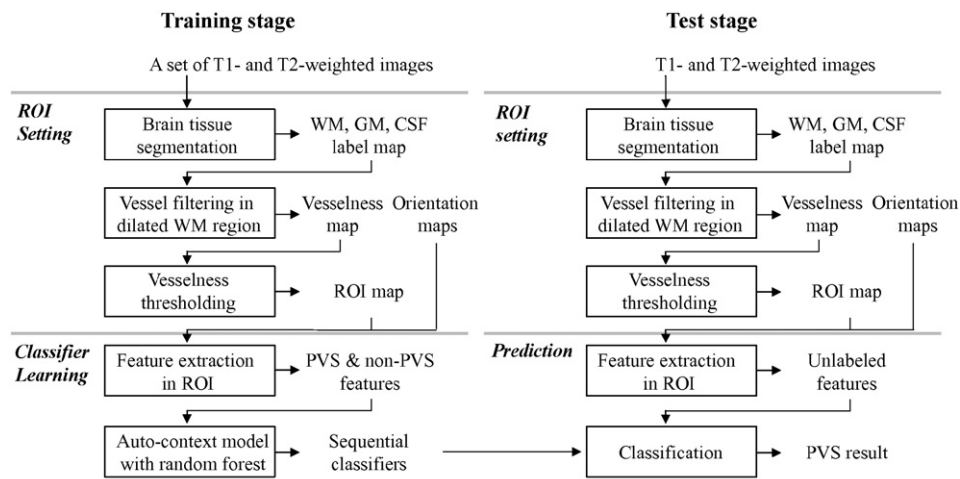 Training stage
A set of T1- and T2-weighted images
ROI
Setting
Brain tissue
segmentation
WM, GM, CSF
label map
Vessel filtering in
dilated WM region
Vesselness
map
Orientation
maps
Vesselness
thresholding
ROI map
Classifier
Learning
Feature extraction
in ROI
PVS & non-PVS
features
Auto-context model
with random forest
Sequential
classifiers
Test stage
T1- and T2-weighted images
ROI
setting
Brain tissue
segmentation
WM, GM, CSF
label map
Vessel filtering in
dilated WM region
Vesselness
map
Orientation
maps
Vesselness
thresholding
ROI map
Prediction
Feature extraction
in ROI
Unlabeled
features
Classification
PVS result